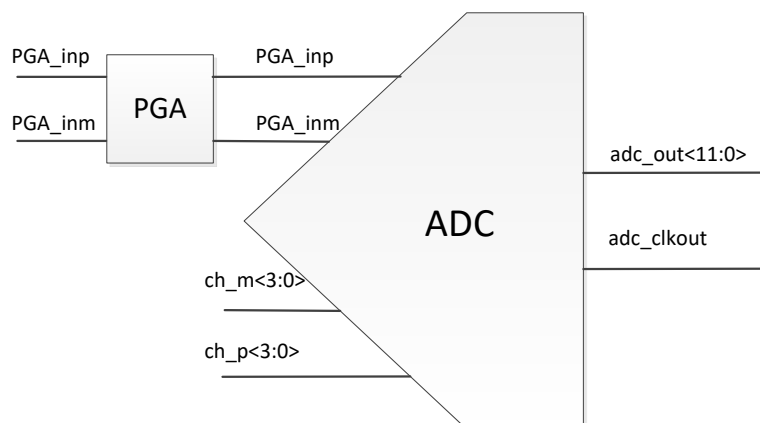 PGA_inp
PGA_inp
PGA
PGA_inm
PGA_inm
adc_out<11:0>
ADC
adc_clkout
ch_m<3:0>
ch_p<3:0>